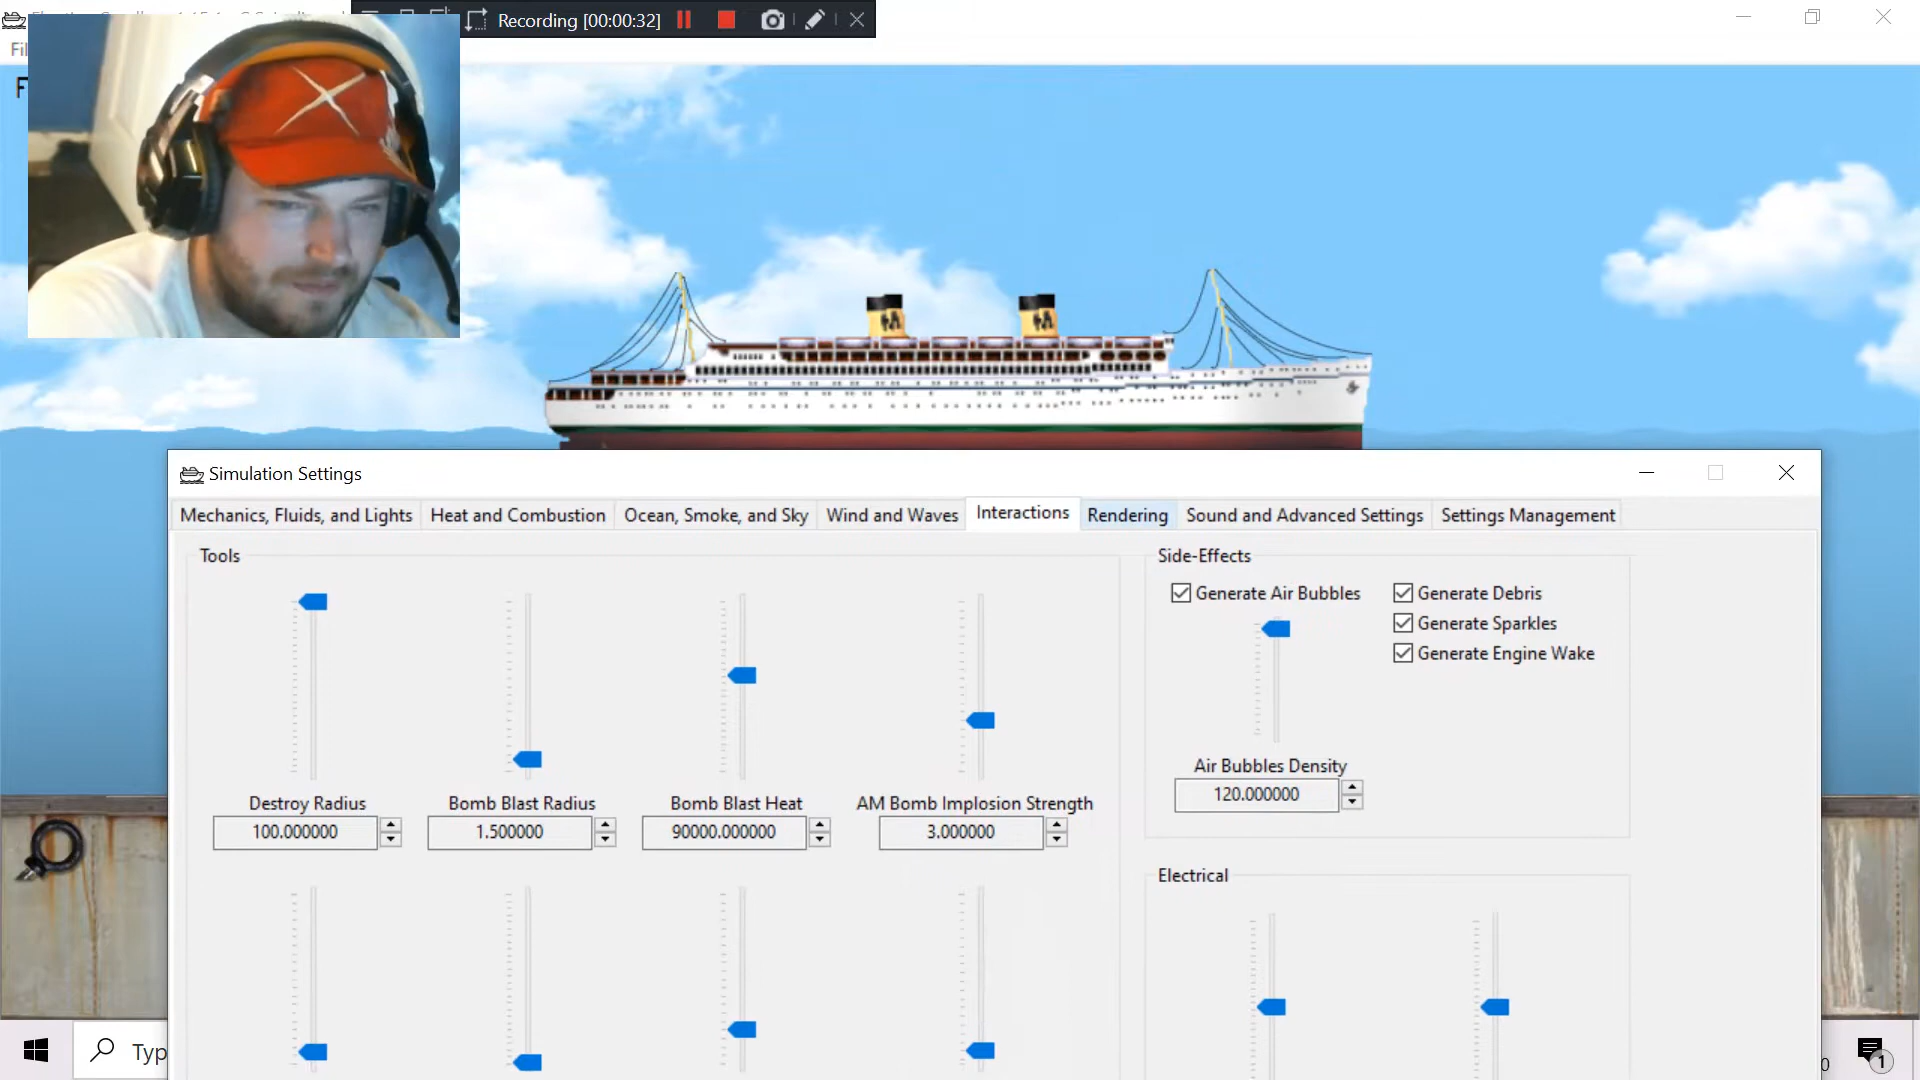 Recording [00:00:32]
Fil
F
Simulation Settings
Mechanics, Fluids, and Lights Heat and Combustion Ocean, Smoke, and Sky Wind and Waves Interactions Rendering Sound and Advanced Settings Settings Management
Tools
Destroy Radius Bomb Blast Radius Bomb Blast Heat AM Bomb Implosion Strength
100.000000 1.500000 90000.000000 3.000000
Side-Effects
Generate Air Bubbles Generate Debris
Generate Sparkles
Generate Engine Wake
Air Bubbles Density
120.000000
Electrical
Typ
0
1